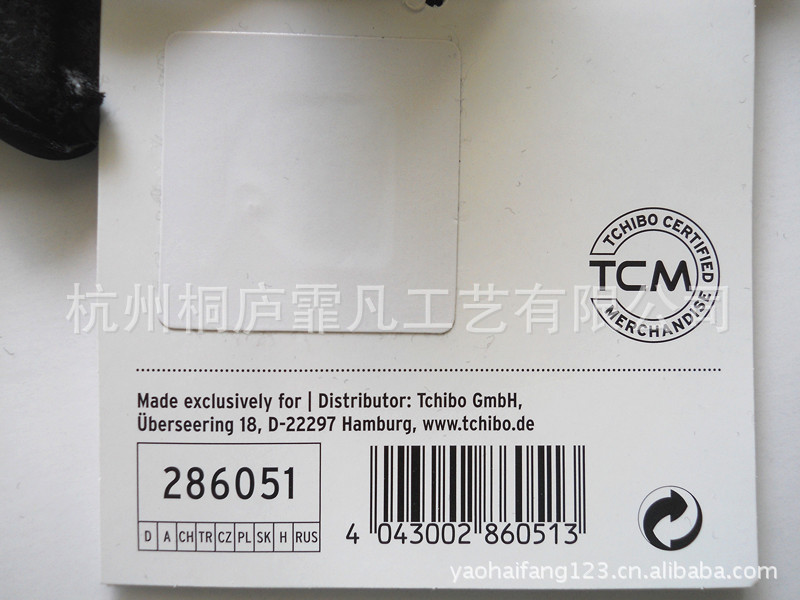 TCHIBO CERTIFIED
TCM
MERCHANDISE
杭州桐庐霏凡工艺有限公司
Made exclusively for | Distributor: Tchibo GmbH,
Überseering 18, D-22297 Hamburg, www.tchibo.de
286051
D A CH TR CZ PL SK H RUS
4 043002 860513
yaohaifang123.cn.alibaba.com